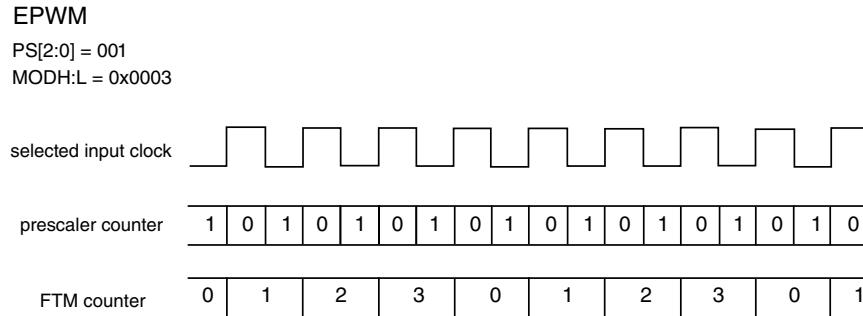 EPWM
PS[2:0] = 001
MODH:L = 0x0003
selected input clock
prescaler counter 1 0 1 0 1 0 1 0 1 0 1 0 1 0 1 0 1 0
FTM counter 0 1 2 3 0 1 2 3 0 1